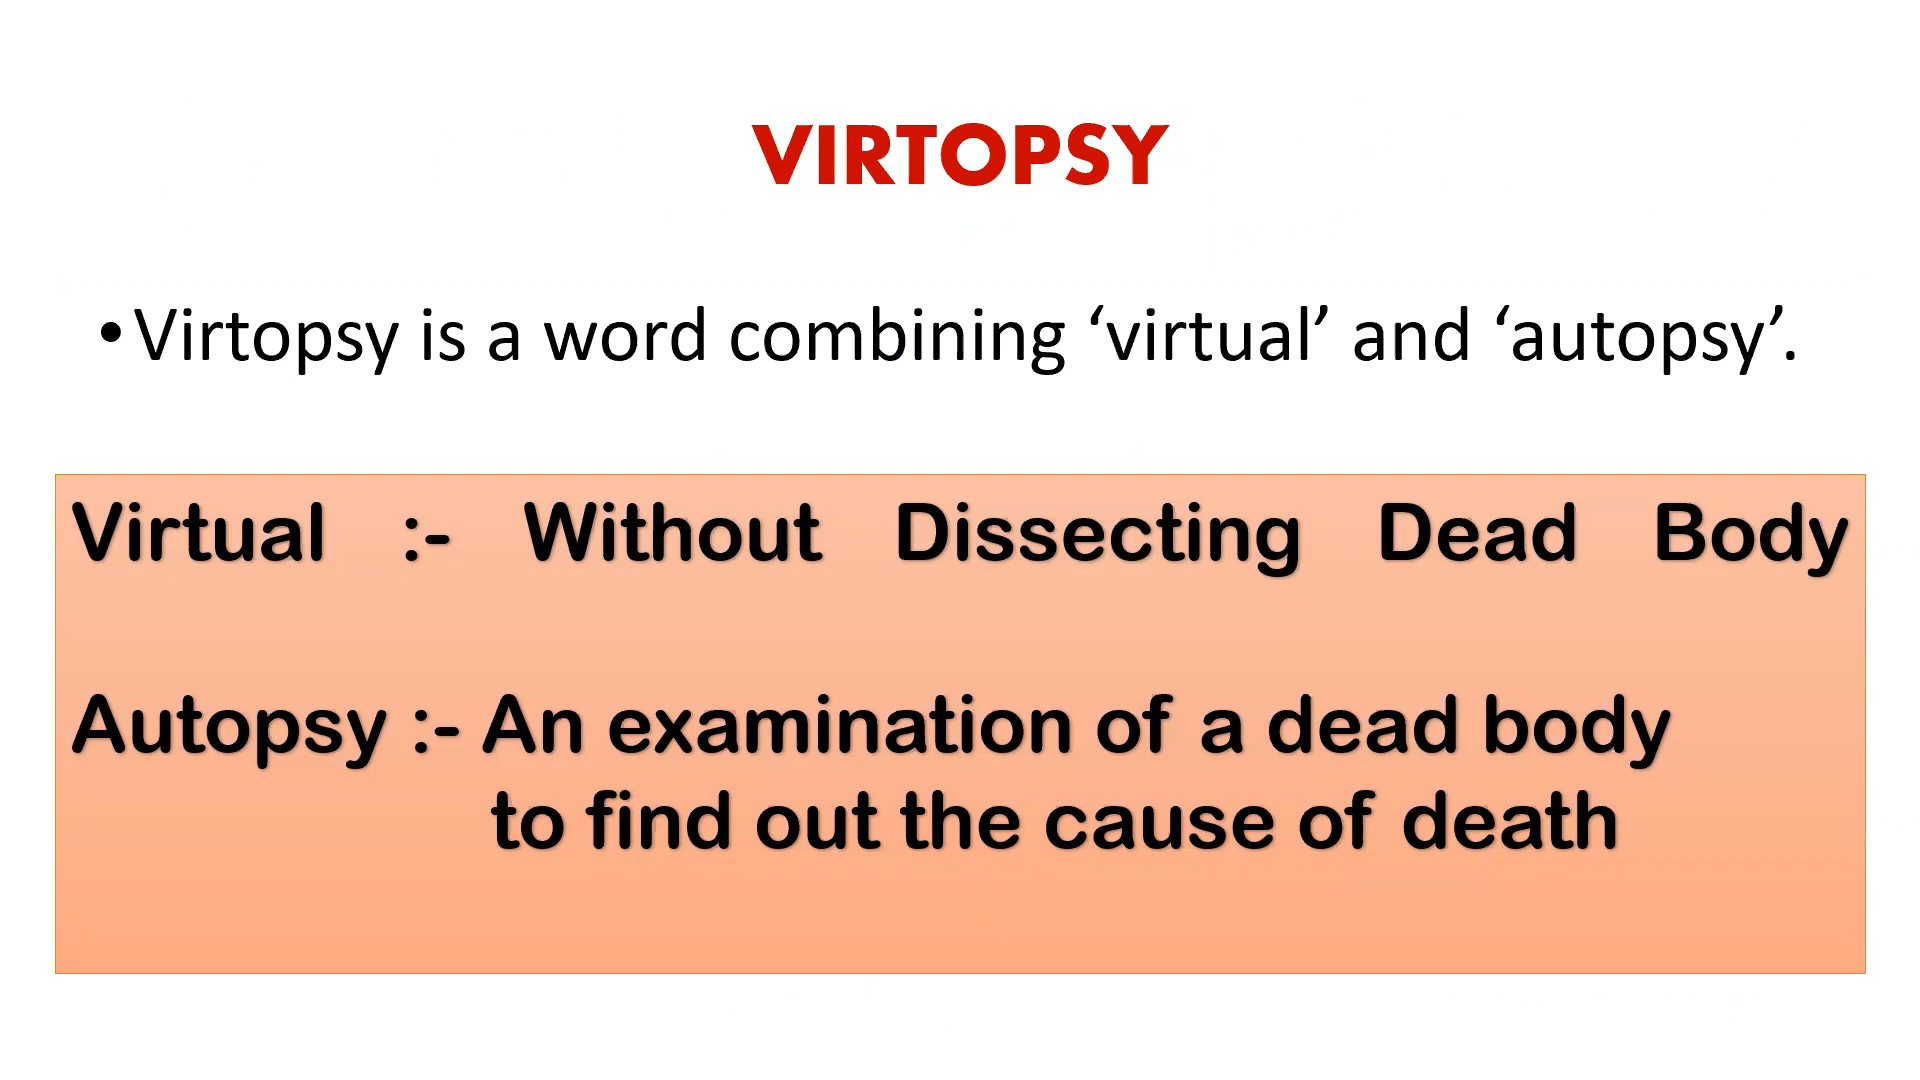 VIRTOPSY
•Virtopsy is a word combining ‘virtual’ and ‘autopsy’.
Virtual :- Without Dissecting Dead Body
Autopsy :- An examination of a dead body
to find out the cause of death